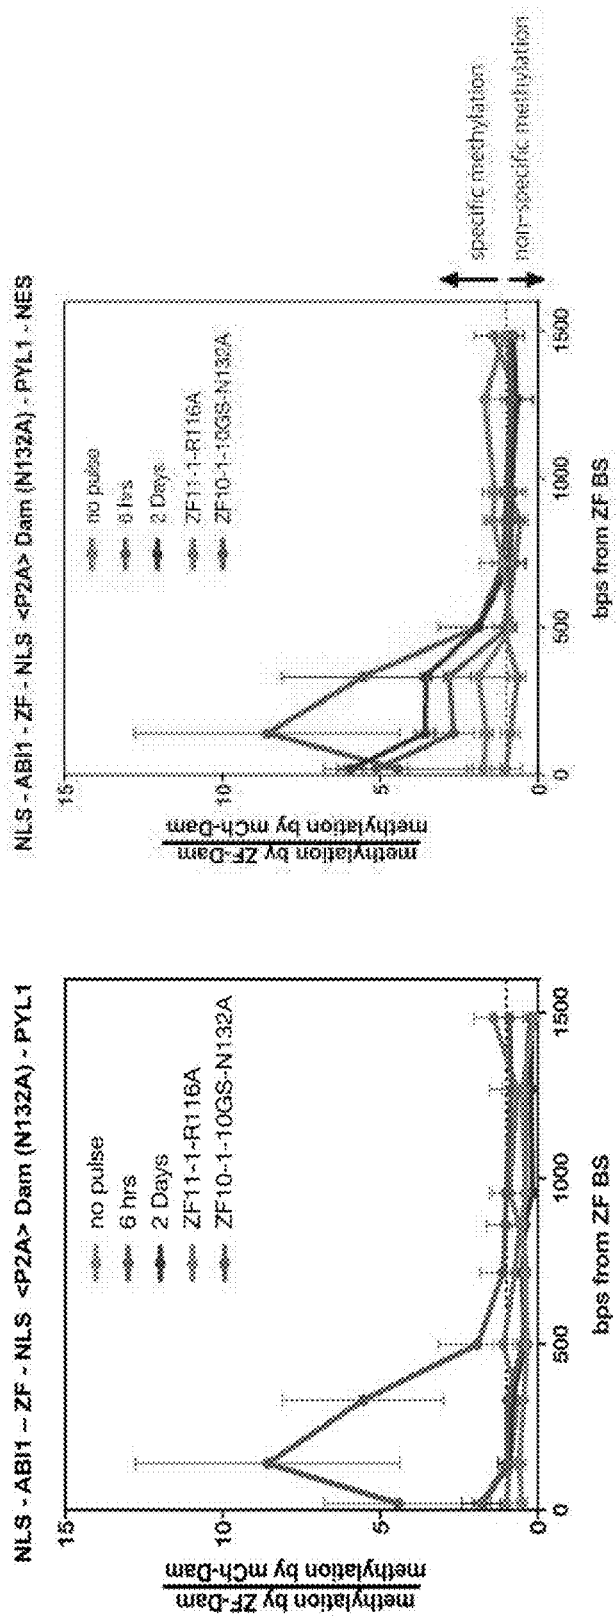 NLS - ABI1 - ZF - NLS <P2A> Dam (N132A) - PYL1
methylation by ZF-Dam
methylation by mCh-Dam
15
10
5
0
no pulse
6 hrs
2 Days
ZF11-1-R116A
ZF10-1-10GS-N132A
0
500
1000
1500
bps from ZF BS
NLS - ABI1 - ZF - NLS <P2A> Dam (N132A) - PYL1 - NES
methylation by ZF-Dam
methylation by mCh-Dam
15
10
5
0
no pulse
6 hrs
2 Days
ZF11-1-R116A
ZF10-1-10GS-N132A
0
500
1000
1500
bps from ZF BS
specific methylation
non-specific methylation